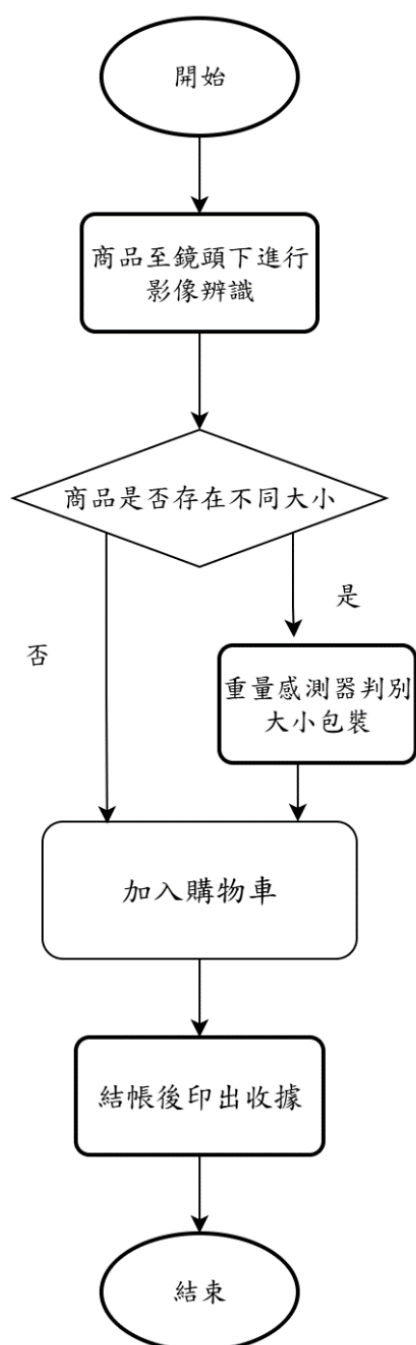 開始
商品至鏡頭下進行
影像辨識
商品是否存在不同大小
是
否
重量感測器判別
大小包裝
加入購物車
結帳後印出收據
結束